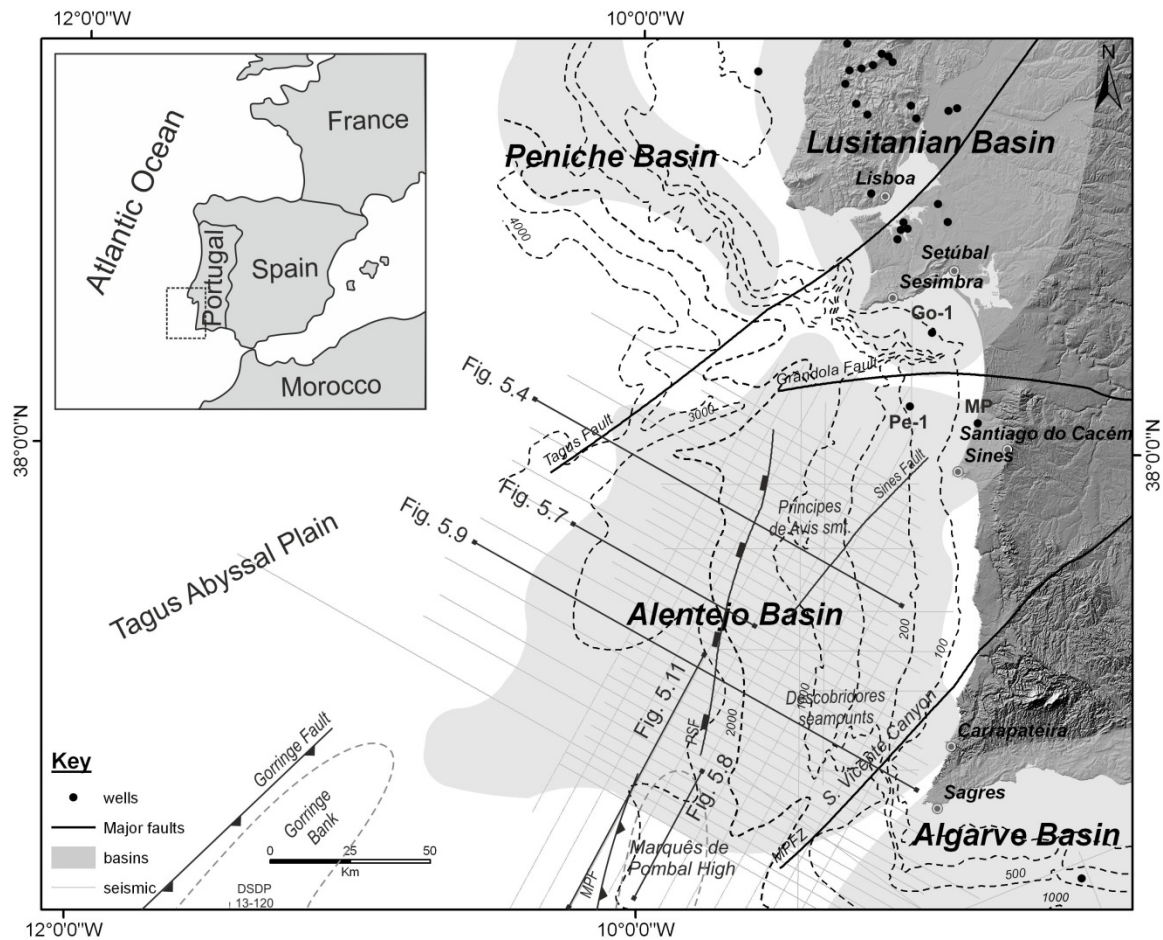 12°0'0"W
10°0'0"W
N
France
Atlantic Ocean
Portugal
Spain
Morocco
Peniche Basin
Lusitanian Basin
Lisboa
4000
Setúbal
Sesimbra
Go-1
Grândola Fault
Fig. 5.4
3000
Pe-1
MP
Santiago do Cacém
Sines
38°0'0"N
38°0'0"N
Tagus Fault
Sines Fault
Fig. 5.7
Principes
de Avis smt.
Fig. 5.9
Tagus Abyssal Plain
Alentejo Basin
200
100
Fig. 5.11
Descobridores
seamounts
2000
PSF
S. Vicente Canyon
Carrapateira
Fig. 5.8
Sagres
Gorringe Fault
Gorringe
Bank
Algarve Basin
Marquês de
Pombal High
MPFZ
MPF
500
1000
Key
wells
Major faults
basins
seismic
0
25
50
Km
DSDP
13-120
12°0'0"W
10°0'0"W